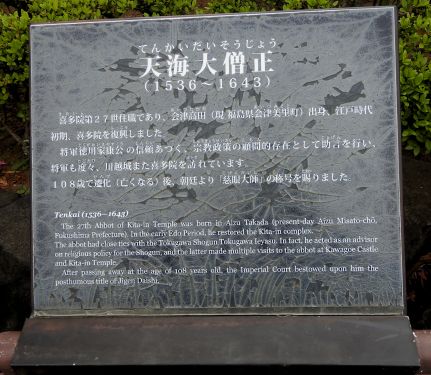 てんかいだいそうじょう
天海大僧正
（1536～1643）
喜多院第２７世住職であり、会津高田（現 福島県会津美里町）出身、江戸時代
初期、喜多院を復興しました。
将軍徳川家康公の信頼あつく、宗教政策の顧問的存在として助言を行い、
将軍も度々、川越城また喜多院を訪れています。
１０８歳で遷化（亡くなる）後、朝廷より「慈眼大師」の称号を賜りました。
Tenkai (1536–1643)
The 27th Abbot of Kita-in Temple was born in Aizu Takada (present-day Aizu Misato-chō,
Fukushima Prefecture). In the early Edo Period, he restored the Kita-in complex.
The abbot had close ties with the Tokugawa Shogun Tokugawa Ieyasu. In fact, he acted as an advisor
on religious policy for the Shogun, and the latter made multiple visits to the abbot at Kawagoe Castle
and Kita-in Temple.
After passing away at the age of 108 years old, the Imperial Court bestowed upon him the
posthumous title of Jigen Daishi.